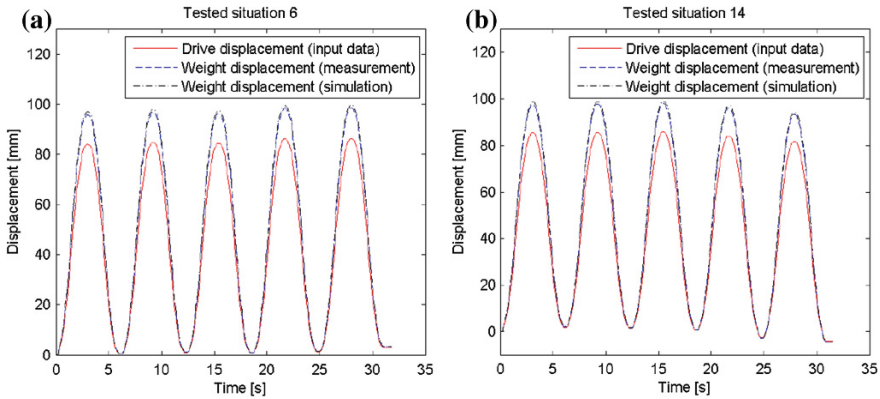 (a)
Tested situation 6
Drive displacement (input data)
Weight displacement (measurement)
Weight displacement (simulation)
Displacement [mm]
120
100
80
60
40
20
0
0 5 10 15 20 25 30 35
Time [s]
(b)
Tested situation 14
Drive displacement (input data)
Weight displacement (measurement)
Weight displacement (simulation)
Displacement [mm]
120
100
80
60
40
20
0
0 5 10 15 20 25 30 35
Time [s]